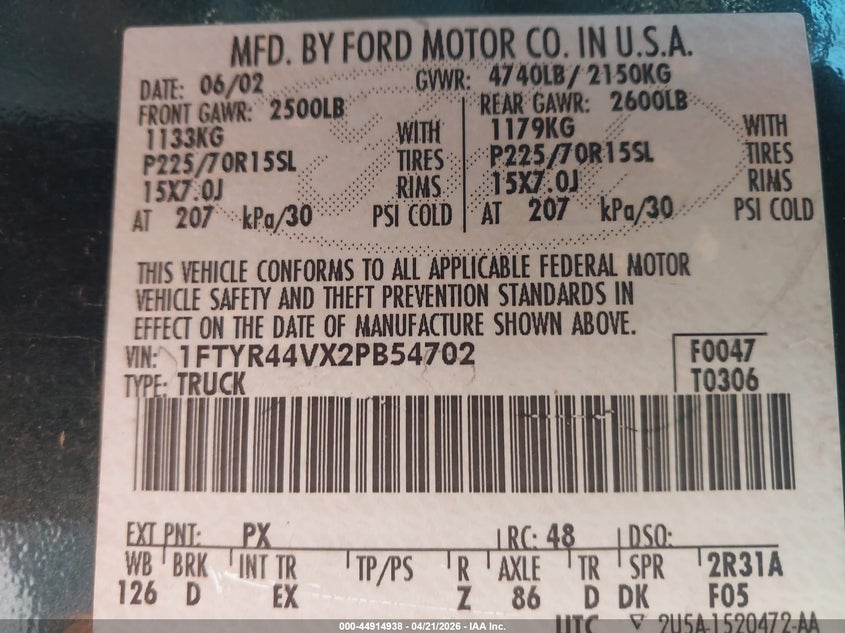 MFD. BY FORD MOTOR CO. IN U.S.A.
DATE: 06/02 GVWR: 4740LB/ 2150KG
FRONT GAWR: 2500LB REAR GAWR: 2600LB
1133KG WITH 1179KG WITH
P225/70R15SL TIRES P225/70R15SL TIRES
15X7.0J RIMS 15X7.0J RIMS
AT 207 kPa/30 PSI COLD AT 207 kPa/30 PSI COLD
THIS VEHICLE CONFORMS TO ALL APPLICABLE FEDERAL MOTOR
VEHICLE SAFETY AND THEFT PREVENTION STANDARDS IN
EFFECT ON THE DATE OF MANUFACTURE SHOWN ABOVE.
VIN: 1FTYR44VX2PB54702 F0047
TYPE: TRUCK T0306
EXT PNT: PX RC: 48 DSO:
WB BRK INT TR TP/PS R AXLE TR SPR 2R31A
126 D EX Z 86 D DK F05
UTC 2U5A-1520472-AA
000-44914938 - 04/21/2026 - IAA Inc.